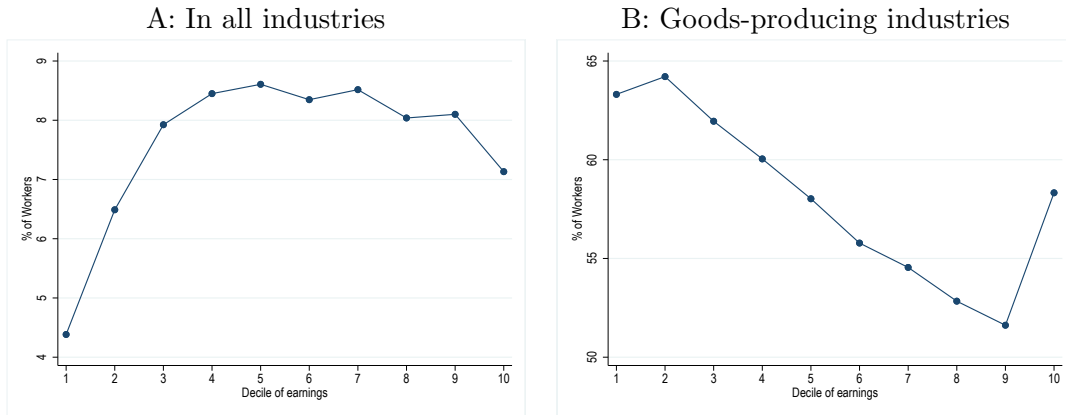 A: In all industries
9
8
7
6
5
4
% of Workers
1 2 3 4 5 6 7 8 9 10
Decile of earnings
B: Goods-producing industries
65
60
55
50
% of Workers
1 2 3 4 5 6 7 8 9 10
Decile of earnings